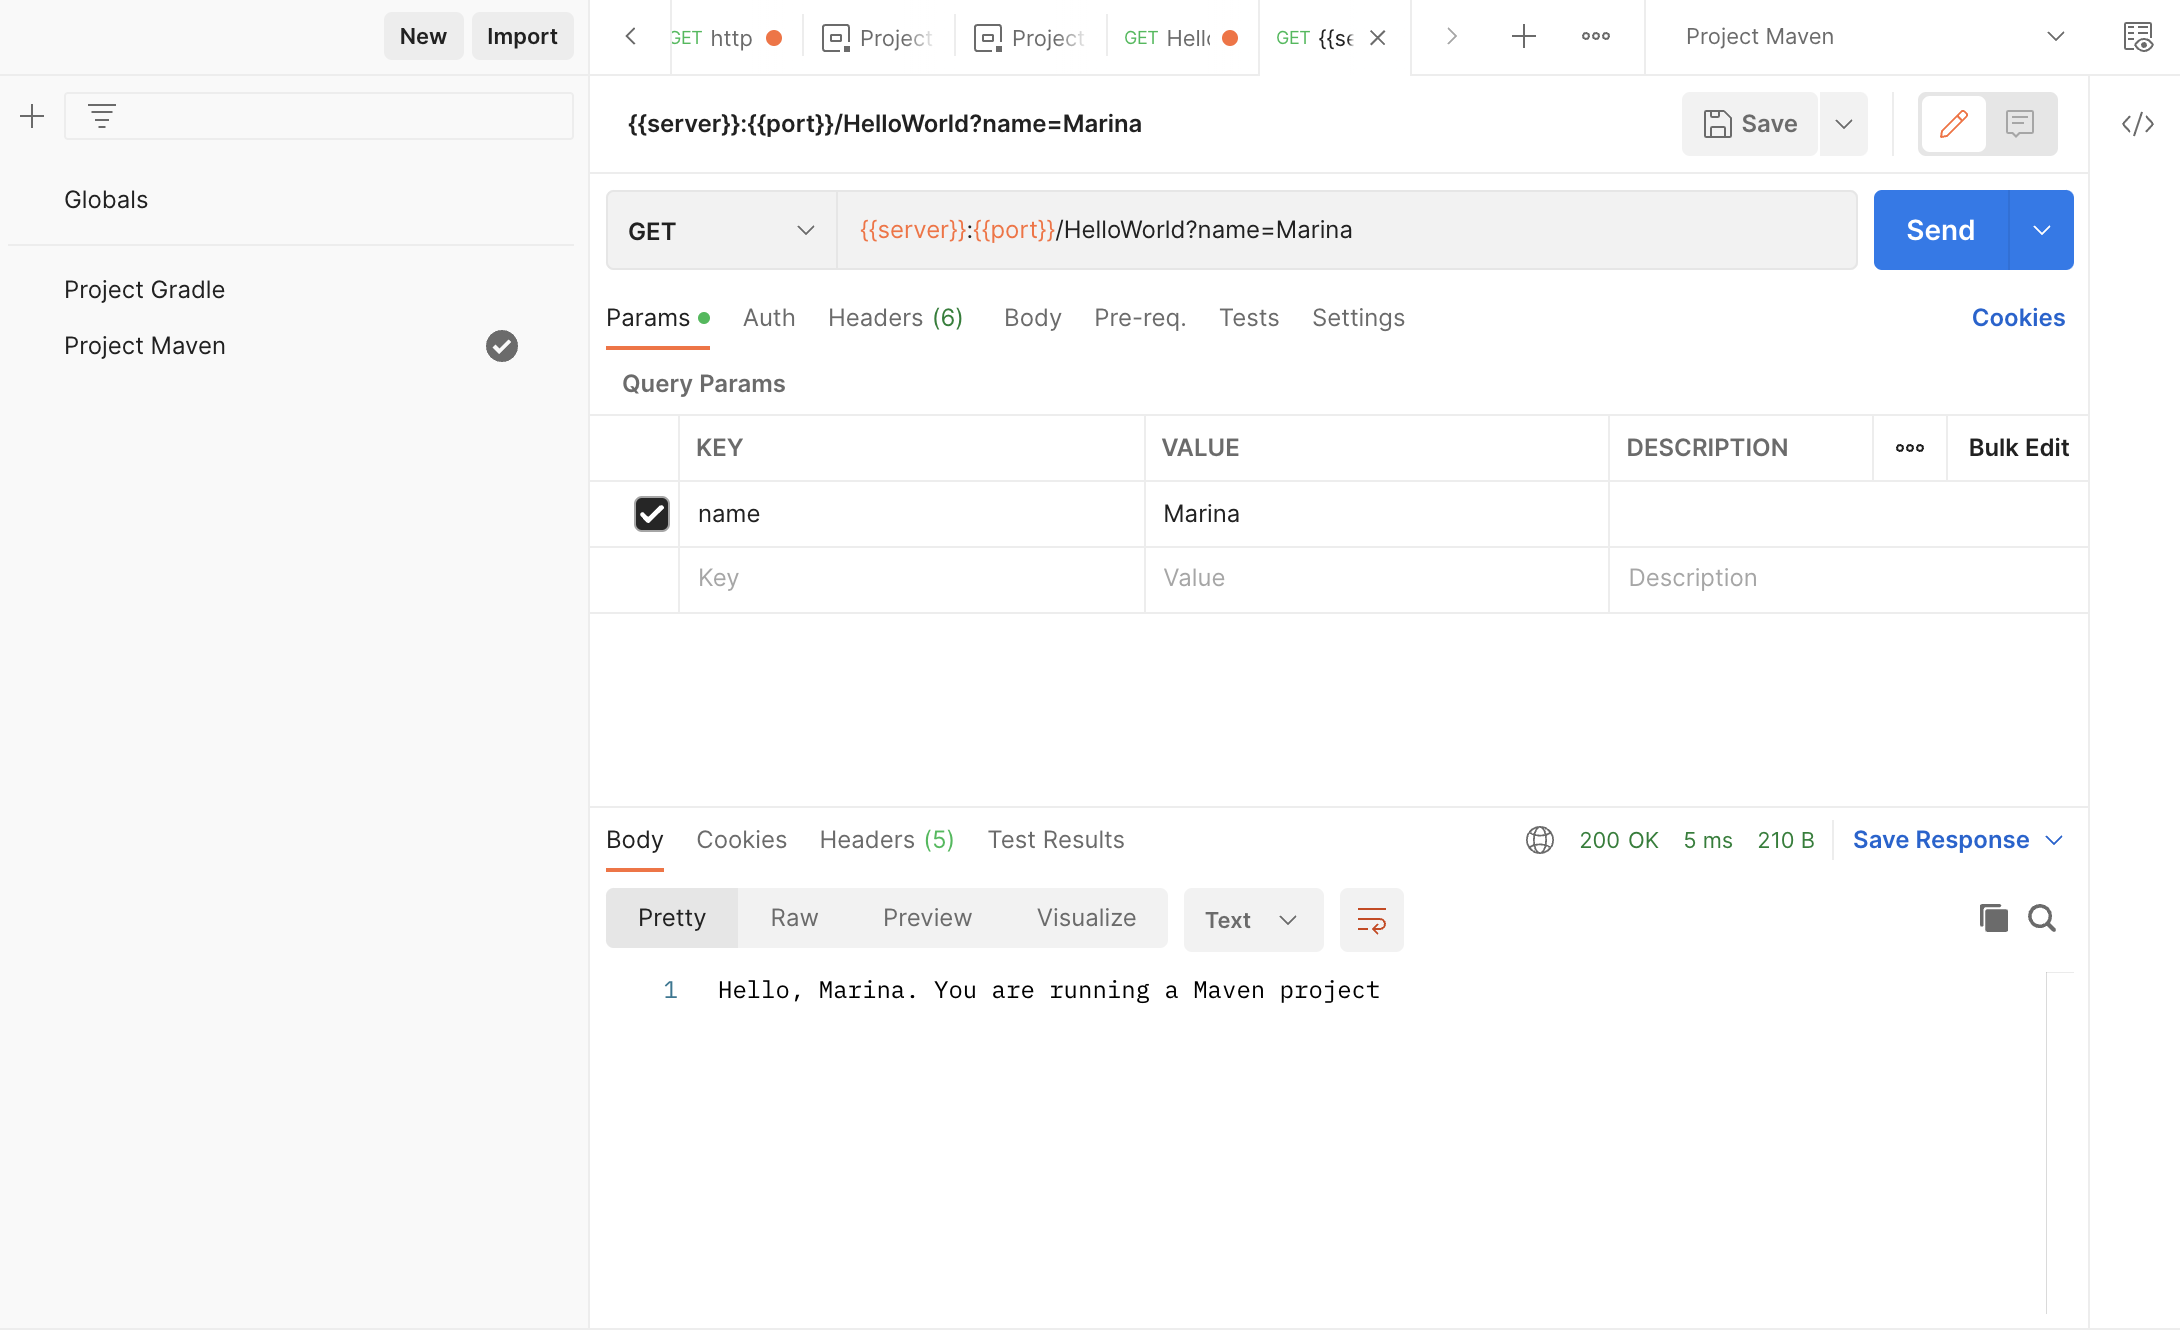 New Import
GET http Project Project GET Hello GET {{se Project Maven
{{server}}:{{port}}/HelloWorld?name=Marina Save
Globals
GET {{server}}:{{port}}/HelloWorld?name=Marina Send
Project Gradle
Project Maven
Params Auth Headers (6) Body Pre-req. Tests Settings Cookies
Query Params
KEY VALUE DESCRIPTION Bulk Edit
name Marina
Key Value Description
Body Cookies Headers (5) Test Results 200 OK 5 ms 210 B Save Response
Pretty Raw Preview Visualize Text
1 Hello, Marina. You are running a Maven project